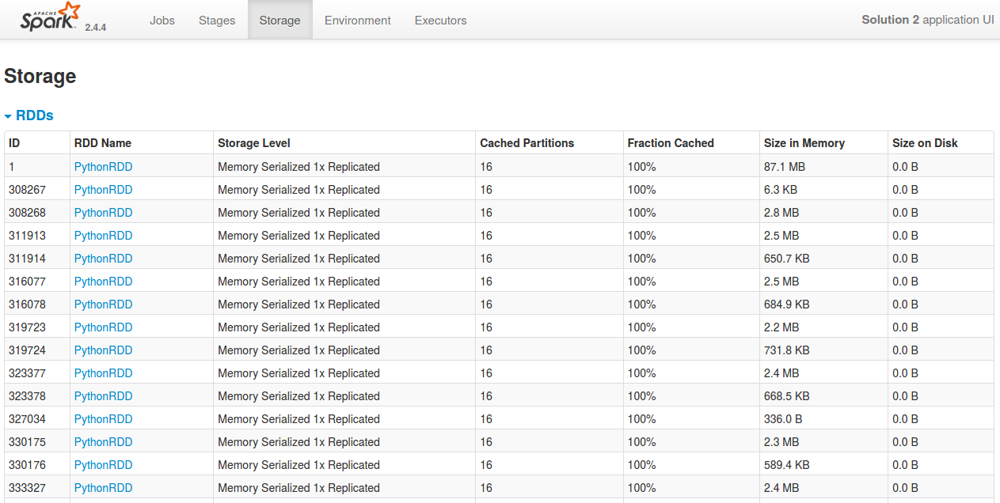 APACHE Spark 2.4.4 Jobs Stages Storage Environment Executors Solution 2 application UI
Storage
RDDs
ID RDD Name Storage Level Cached Partitions Fraction Cached Size in Memory Size on Disk
1 PythonRDD Memory Serialized 1x Replicated 16 100% 87.1 MB 0.0 B
308267 PythonRDD Memory Serialized 1x Replicated 16 100% 6.3 KB 0.0 B
308268 PythonRDD Memory Serialized 1x Replicated 16 100% 2.8 MB 0.0 B
311913 PythonRDD Memory Serialized 1x Replicated 16 100% 2.5 MB 0.0 B
311914 PythonRDD Memory Serialized 1x Replicated 16 100% 650.7 KB 0.0 B
316077 PythonRDD Memory Serialized 1x Replicated 16 100% 2.5 MB 0.0 B
316078 PythonRDD Memory Serialized 1x Replicated 16 100% 684.9 KB 0.0 B
319723 PythonRDD Memory Serialized 1x Replicated 16 100% 2.2 MB 0.0 B
319724 PythonRDD Memory Serialized 1x Replicated 16 100% 731.8 KB 0.0 B
323377 PythonRDD Memory Serialized 1x Replicated 16 100% 2.4 MB 0.0 B
323378 PythonRDD Memory Serialized 1x Replicated 16 100% 668.5 KB 0.0 B
327034 PythonRDD Memory Serialized 1x Replicated 16 100% 336.0 B 0.0 B
330175 PythonRDD Memory Serialized 1x Replicated 16 100% 2.3 MB 0.0 B
330176 PythonRDD Memory Serialized 1x Replicated 16 100% 589.4 KB 0.0 B
333327 PythonRDD Memory Serialized 1x Replicated 16 100% 2.4 MB 0.0 B